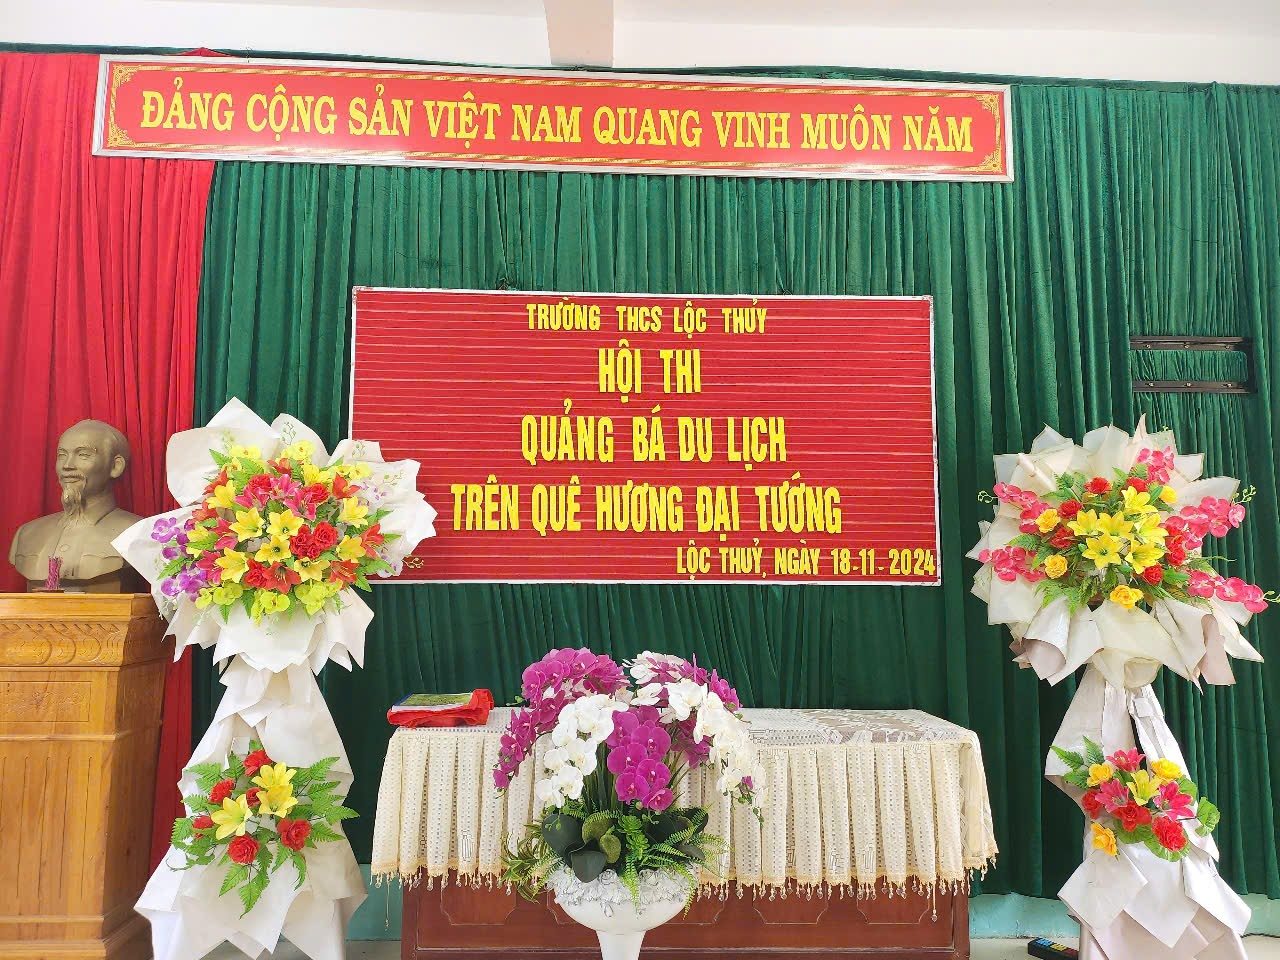 ĐẢNG CỘNG SẢN VIỆT NAM QUANG VINH MUÔN NĂM
TRƯỜNG THCS LỘC THỦY
HỘI THI
QUẢNG BÁ DU LỊCH
TRÊN QUÊ HƯƠNG ĐẠI TƯỚNG
LỘC THUỶ, NGÀY 18-11-2024